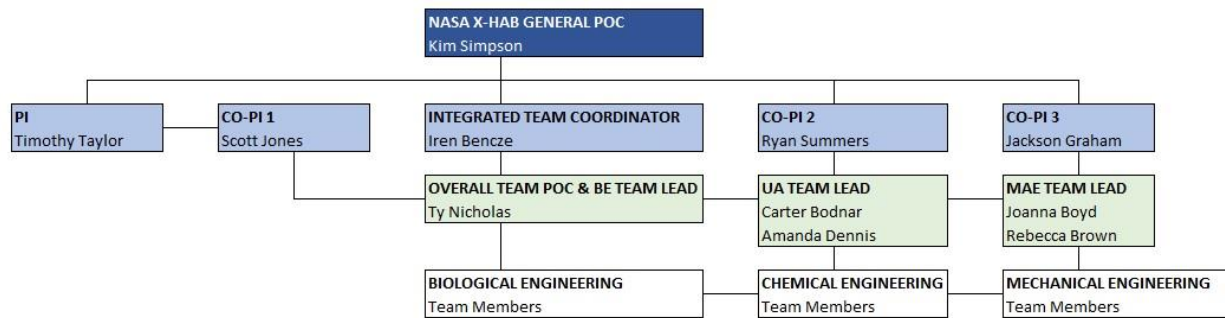 NASA X-HAB GENERAL POC
Kim Simpson
PI
Timothy Taylor
CO-PI 1
Scott Jones
INTEGRATED TEAM COORDINATOR
Iren Bencze
CO-PI 2
Ryan Summers
CO-PI 3
Jackson Graham
OVERALL TEAM POC & BE TEAM LEAD
Ty Nicholas
UA TEAM LEAD
Carter Bodnar
Amanda Dennis
MAE TEAM LEAD
Joanna Boyd
Rebecca Brown
BIOLOGICAL ENGINEERING
Team Members
CHEMICAL ENGINEERING
Team Members
MECHANICAL ENGINEERING
Team Members